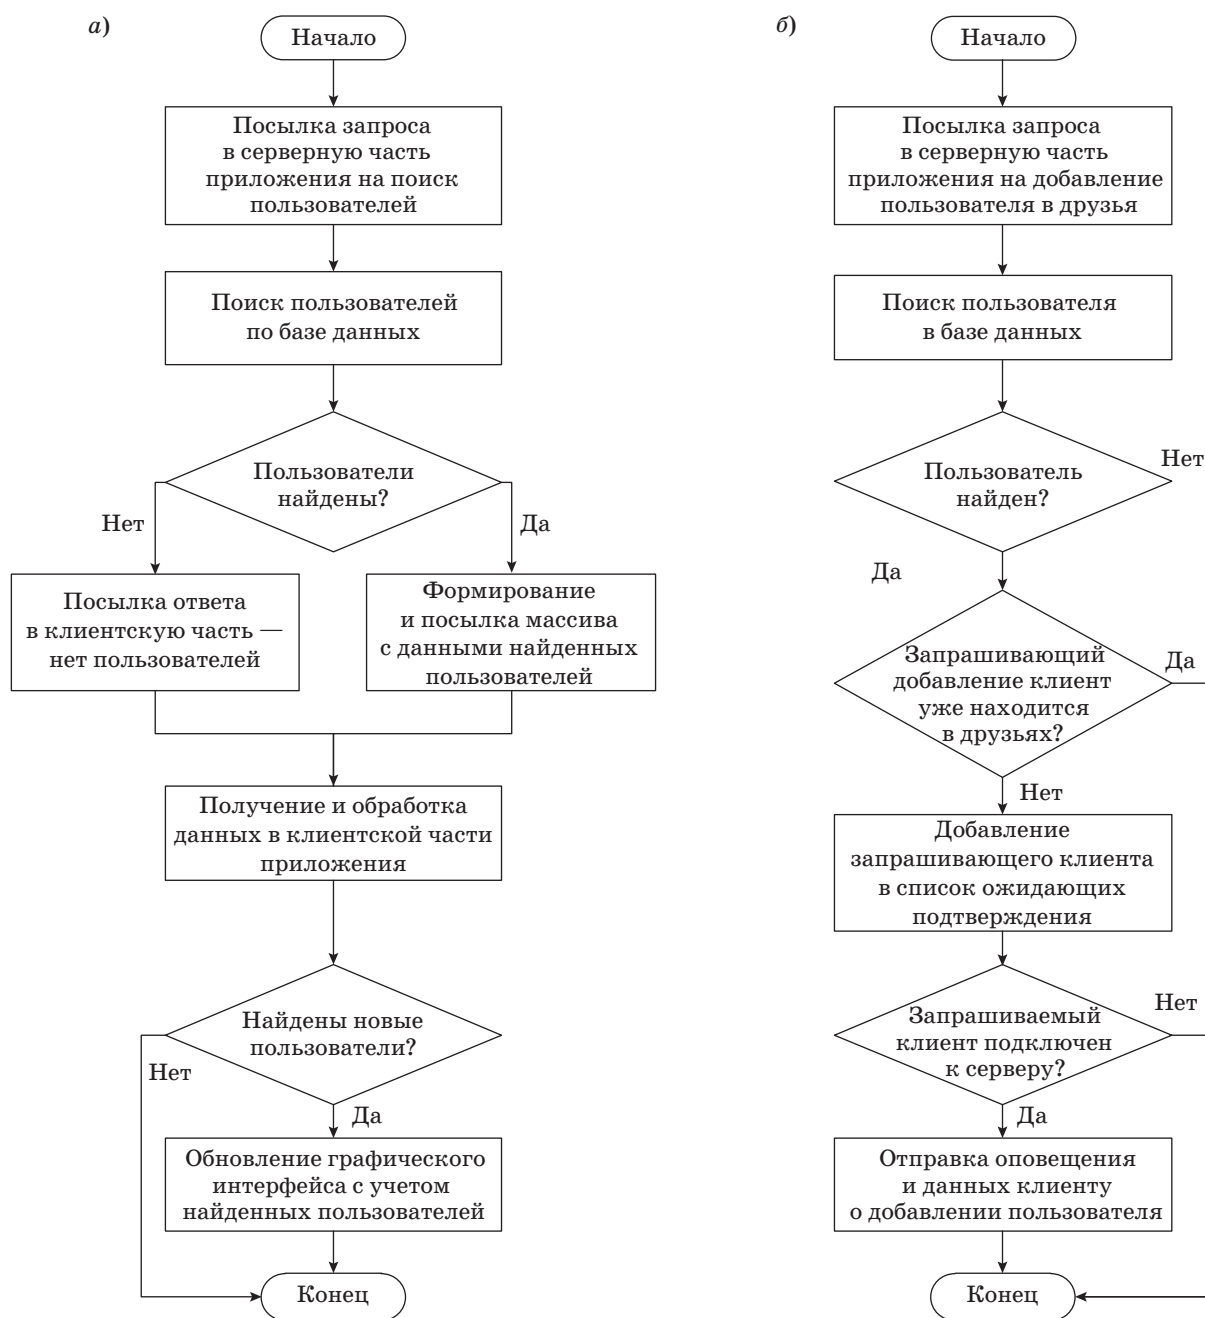 а)
Начало
Посылка запроса
в серверную часть
приложения на поиск
пользователей
Поиск пользователей
по базе данных
Пользователи
найдены?
Нет
Да
Посылка ответа
в клиентскую часть —
нет пользователей
Формирование
и посылка массива
с данными найденных
пользователей
Получение и обработка
данных в клиентской части
приложения
Найдены новые
пользователи?
Нет
Да
Обновление графического
интерфейса с учетом
найденных пользователей
Конец
б)
Начало
Посылка запроса
в серверную часть
приложения на добавление
пользователя в друзья
Поиск пользователя
в базе данных
Пользователь
найден?
Нет
Да
Запрашивающий
добавление клиент
уже находится
в друзьях?
Да
Нет
Добавление
запрашивающего клиента
в список ожидающих
подтверждения
Запрашиваемый
клиент подключен
к серверу?
Нет
Да
Отправка оповещения
и данных клиенту
о добавлении пользователя
Конец